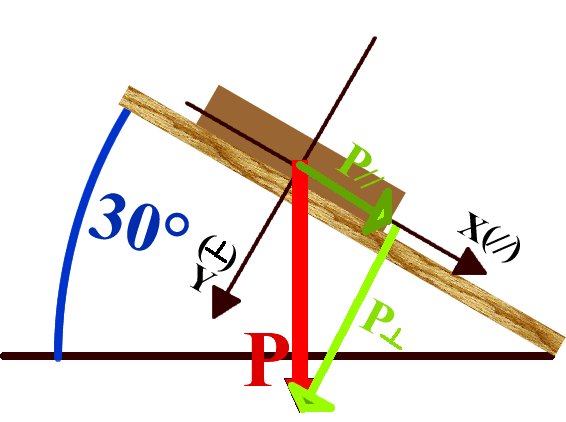 P//
30°
X(//)
Y(⊥)
P⊥
P